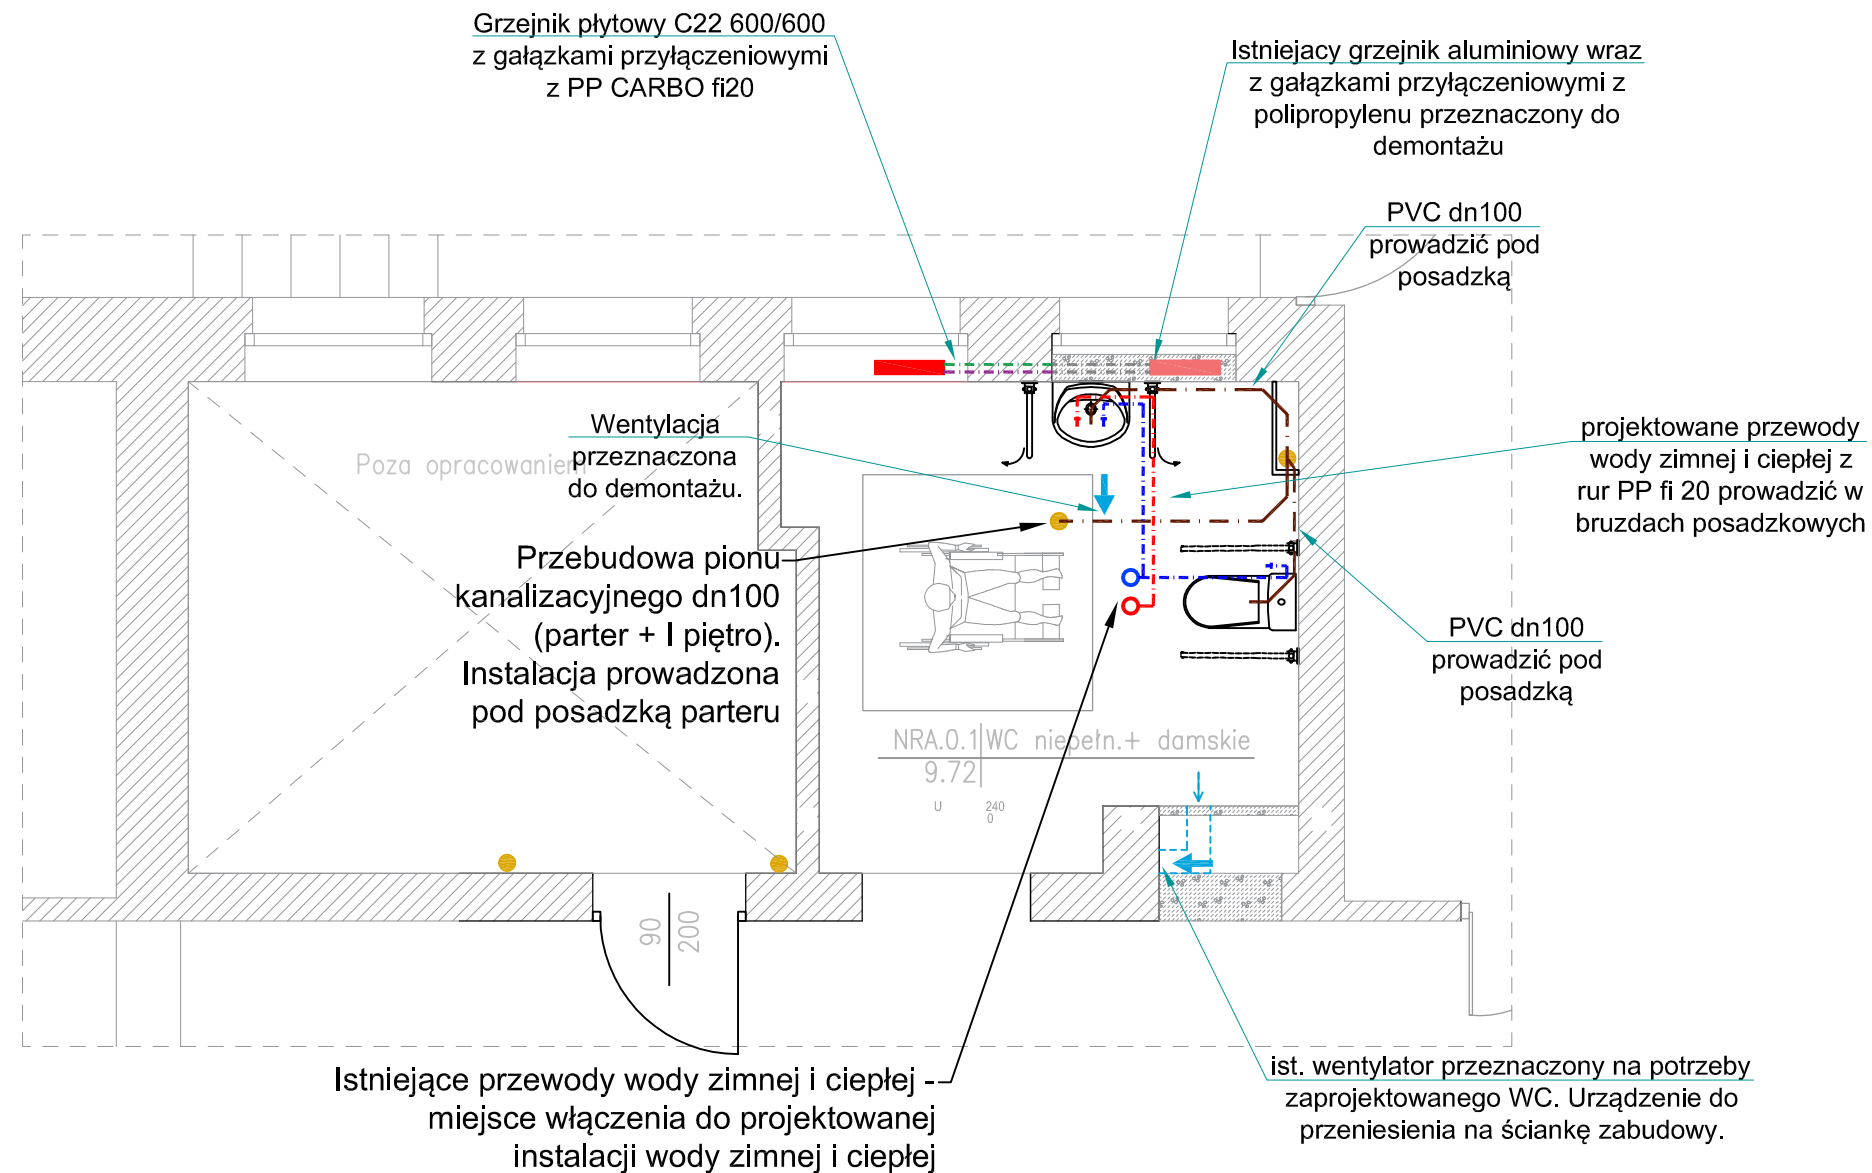 Grzejnik płytowy C22 600/600
z gałązkami przyłączeniowymi
z PP CARBO fi20
Istniejacy grzejnik aluminiowy wraz
z gałązkami przyłączeniowymi z
polipropylenu przeznaczony do
demontażu
PVC dn100
prowadzić pod
posadzką
Wentylacja
przeznaczona
do demontażu.
Poza opracowaniem
projektowane przewody
wody zimnej i ciepłej z
rur PP fi 20 prowadzić w
bruzdach posadzkowych
Przebudowa pionu
kanalizacyjnego dn100
(parter + I piętro).
Instalacja prowadzona
pod posadzką parteru
PVC dn100
prowadzić pod
posadzką
NRA.0.1 WC niepełn.+ damskie
9.72
U 240
0
90
200
Istniejące przewody wody zimnej i ciepłej -
miejsce włączenia do projektowanej
instalacji wody zimnej i ciepłej
ist. wentylator przeznaczony na potrzeby
zaprojektowanego WC. Urządzenie do
przeniesienia na ściankę zabudowy.